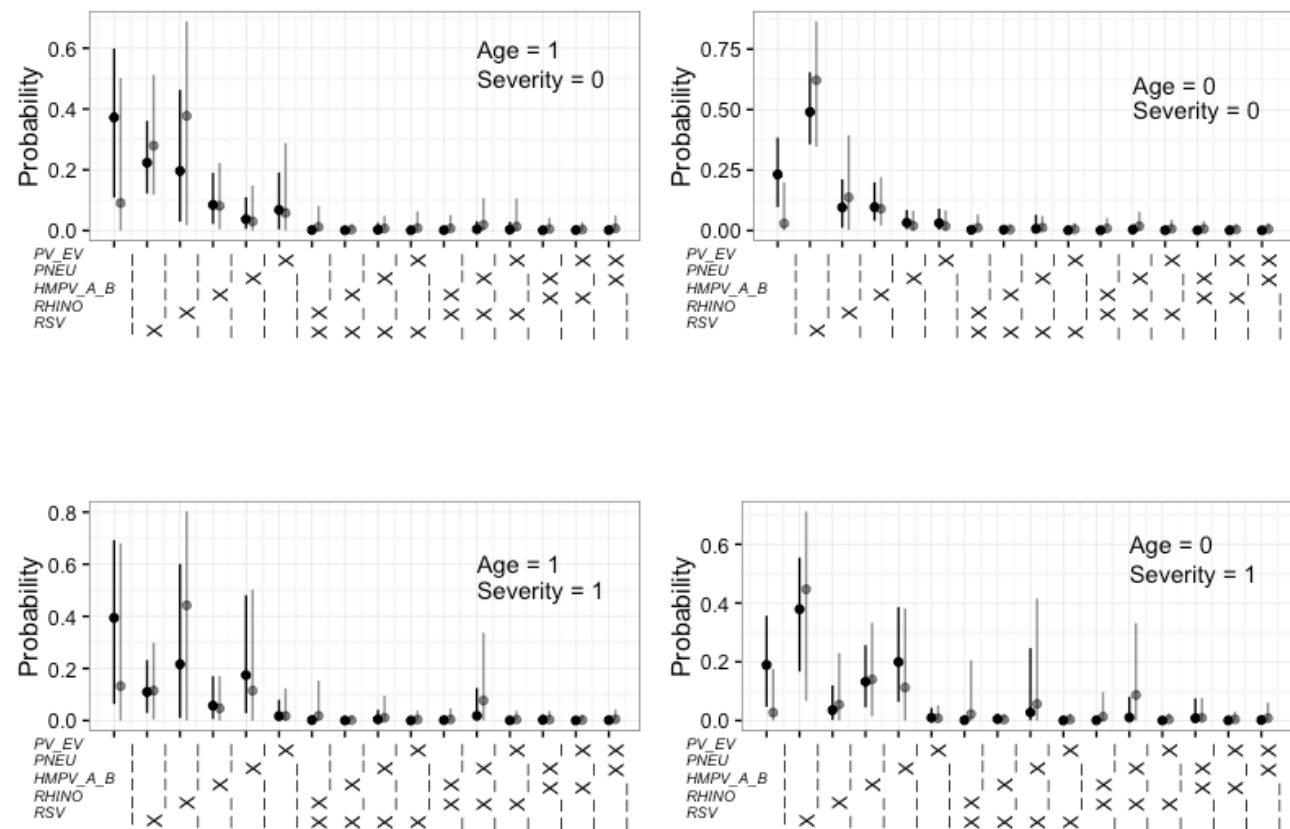 Probability
0.6
0.4
0.2
0.0
Age = 1
Severity = 0
PV_EV
PNEU
HMPV_A_B
RHINO
RSV
Probability
0.75
0.50
0.25
0.00
Age = 0
Severity = 0
PV_EV
PNEU
HMPV_A_B
RHINO
RSV
Probability
0.8
0.6
0.4
0.2
0.0
Age = 1
Severity = 1
PV_EV
PNEU
HMPV_A_B
RHINO
RSV
Probability
0.6
0.4
0.2
0.0
Age = 0
Severity = 1
PV_EV
PNEU
HMPV_A_B
RHINO
RSV